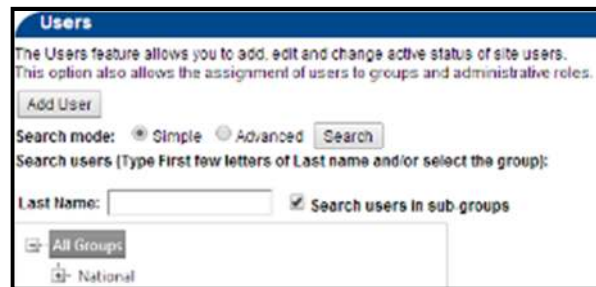 Users
The Users feature allows you to add, edit and change active status of site users.
This option also allows the assignment of users to groups and administrative roles.
Add User
Search mode: Simple Advanced Search
Search users (Type First few letters of Last name and/or select the group):
Last Name: Search users in sub-groups
All Groups
National